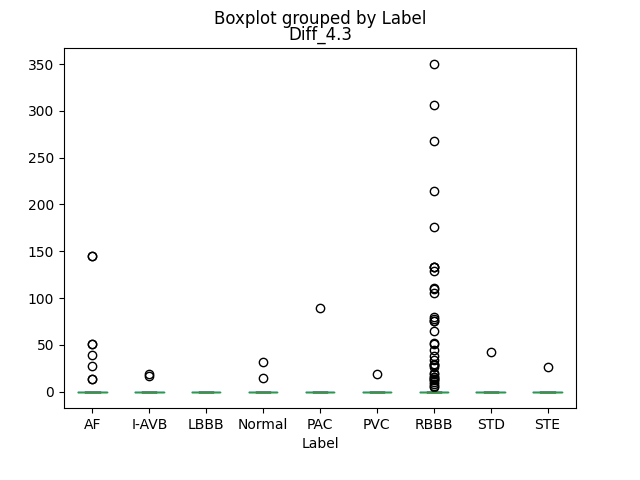 Boxplot grouped by Label
Diff_4.3
350
300
250
200
150
100
50
0
AF I-AVB LBBB Normal PAC PVC RBBB STD STE
Label